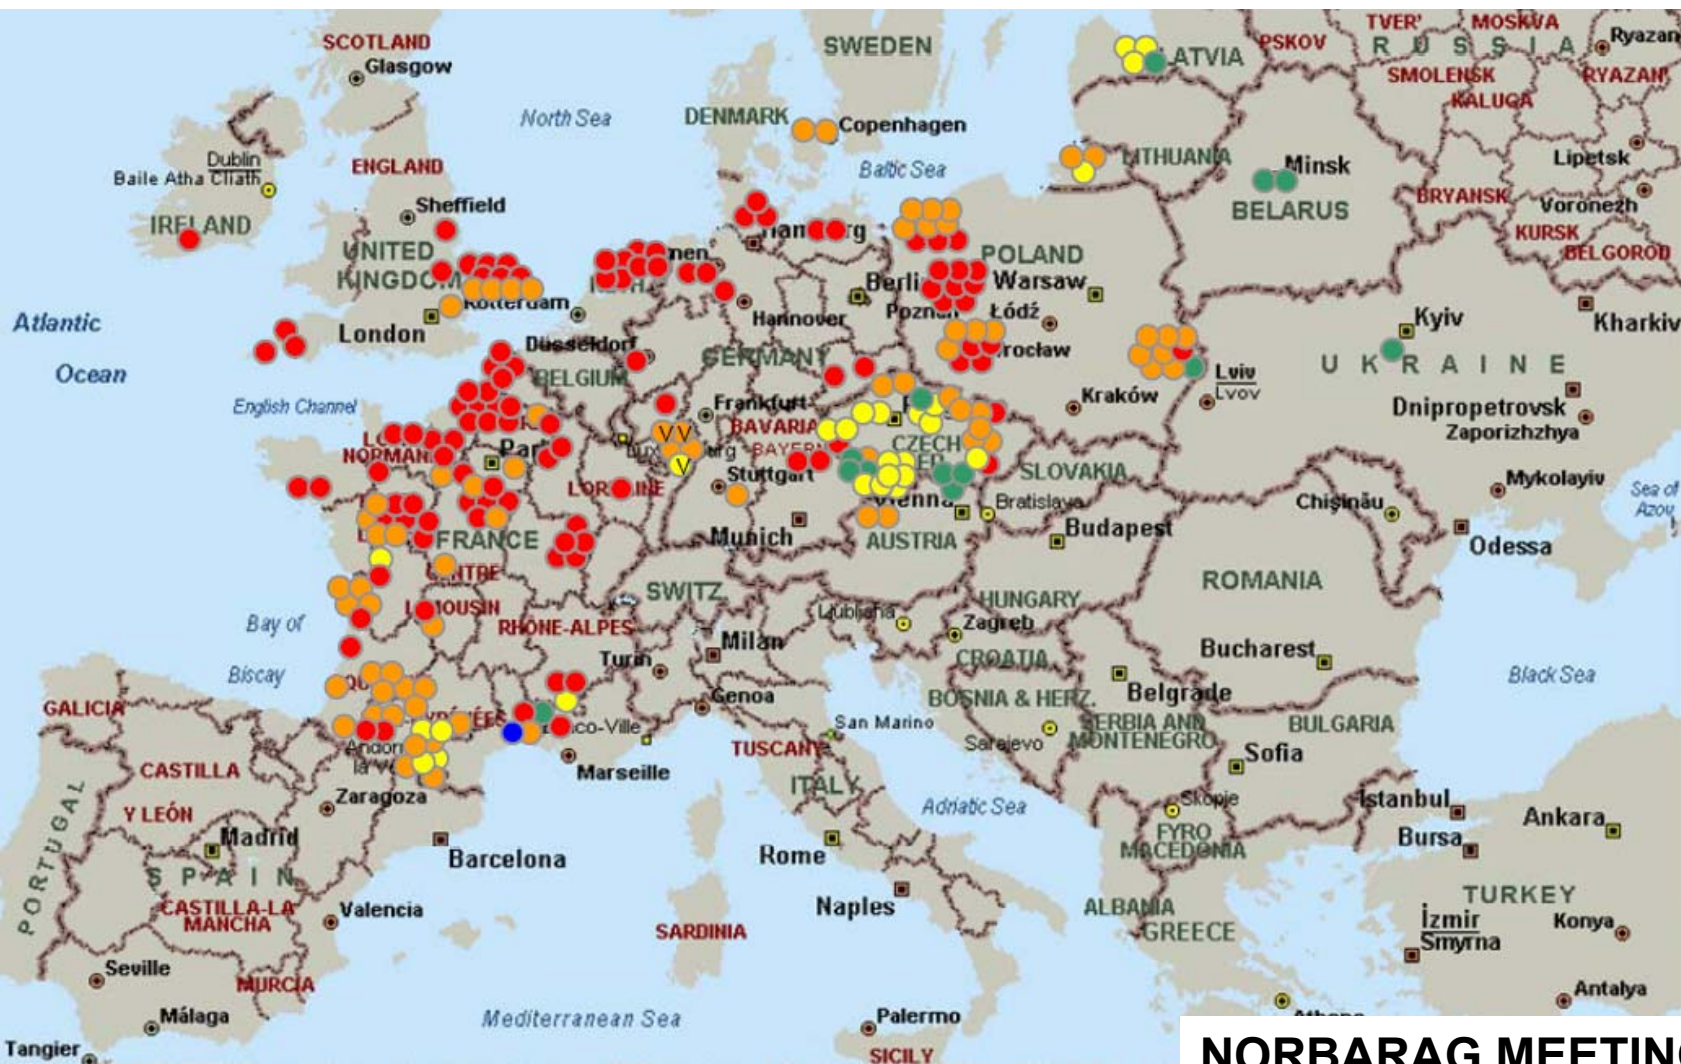 SCOTLAND
Glasgow
North Sea
SWEDEN
DENMARK
Copenhagen
Baltic Sea
LATVIA
LITHUANIA
PSKOV
TVER'
MOSKVA
RUSSIA
Ryazan
SMOLENSK
RYAZAN'
KALUGA
Minsk
BELARUS
Lipetsk
BRYANSK
Voronezh
KURSK
BELGOROD
Dublin
Baile Atha Cliath
IRELAND
ENGLAND
Sheffield
UNITED
KINGDOM
London
Rotterdam
Atlantic
Ocean
English Channel
Hannover
POLAND
Warsaw
Łódź
Kraków
Kyiv
Kharkiv
UKRAINE
Lviv
Lvov
Dnipropetrovsk
Zaporizhzhya
Düsseldorf
BELGIUM
GERMANY
Frankfurt
BAVARIA
V V
V
Stuttgart
Munich
CZECH
SLOVAKIA
Vienna
Bratislava
Budapest
AUSTRIA
Chişinău
Mykolayiv
Odessa
Sea of
Azov
LORRAINE
FRANCE
CENTRE
LIMOUSIN
RHÔNE-ALPES
SWITZ.
HUNGARY
ROMANIA
Ljubljana
Zagreb
CROATIA
Milan
Turin
Genoa
Bay of
Biscay
Bucharest
Black Sea
Belgrade
BOSNIA & HERZ.
SERBIA AND
MONTENEGRO
Sarajevo
BULGARIA
Sofia
San Marino
TUSCANY
ITALY
Adriatic Sea
Marseille
GALICIA
CASTILLA
Y LEÓN
Zaragoza
Madrid
SPAIN
PORTUGAL
Barcelona
CASTILLA-LA
MANCHA
Valencia
Seville
MURCIA
Málaga
Tangier
Mediterranean Sea
SARDINIA
Rome
Naples
Palermo
SICILY
Skopje
FYRO
MACEDONIA
ALBANIA
GREECE
Istanbul
Bursa
Ankara
TURKEY
İzmir
Smyrna
Konya
Antalya
NORBARAG MEETING